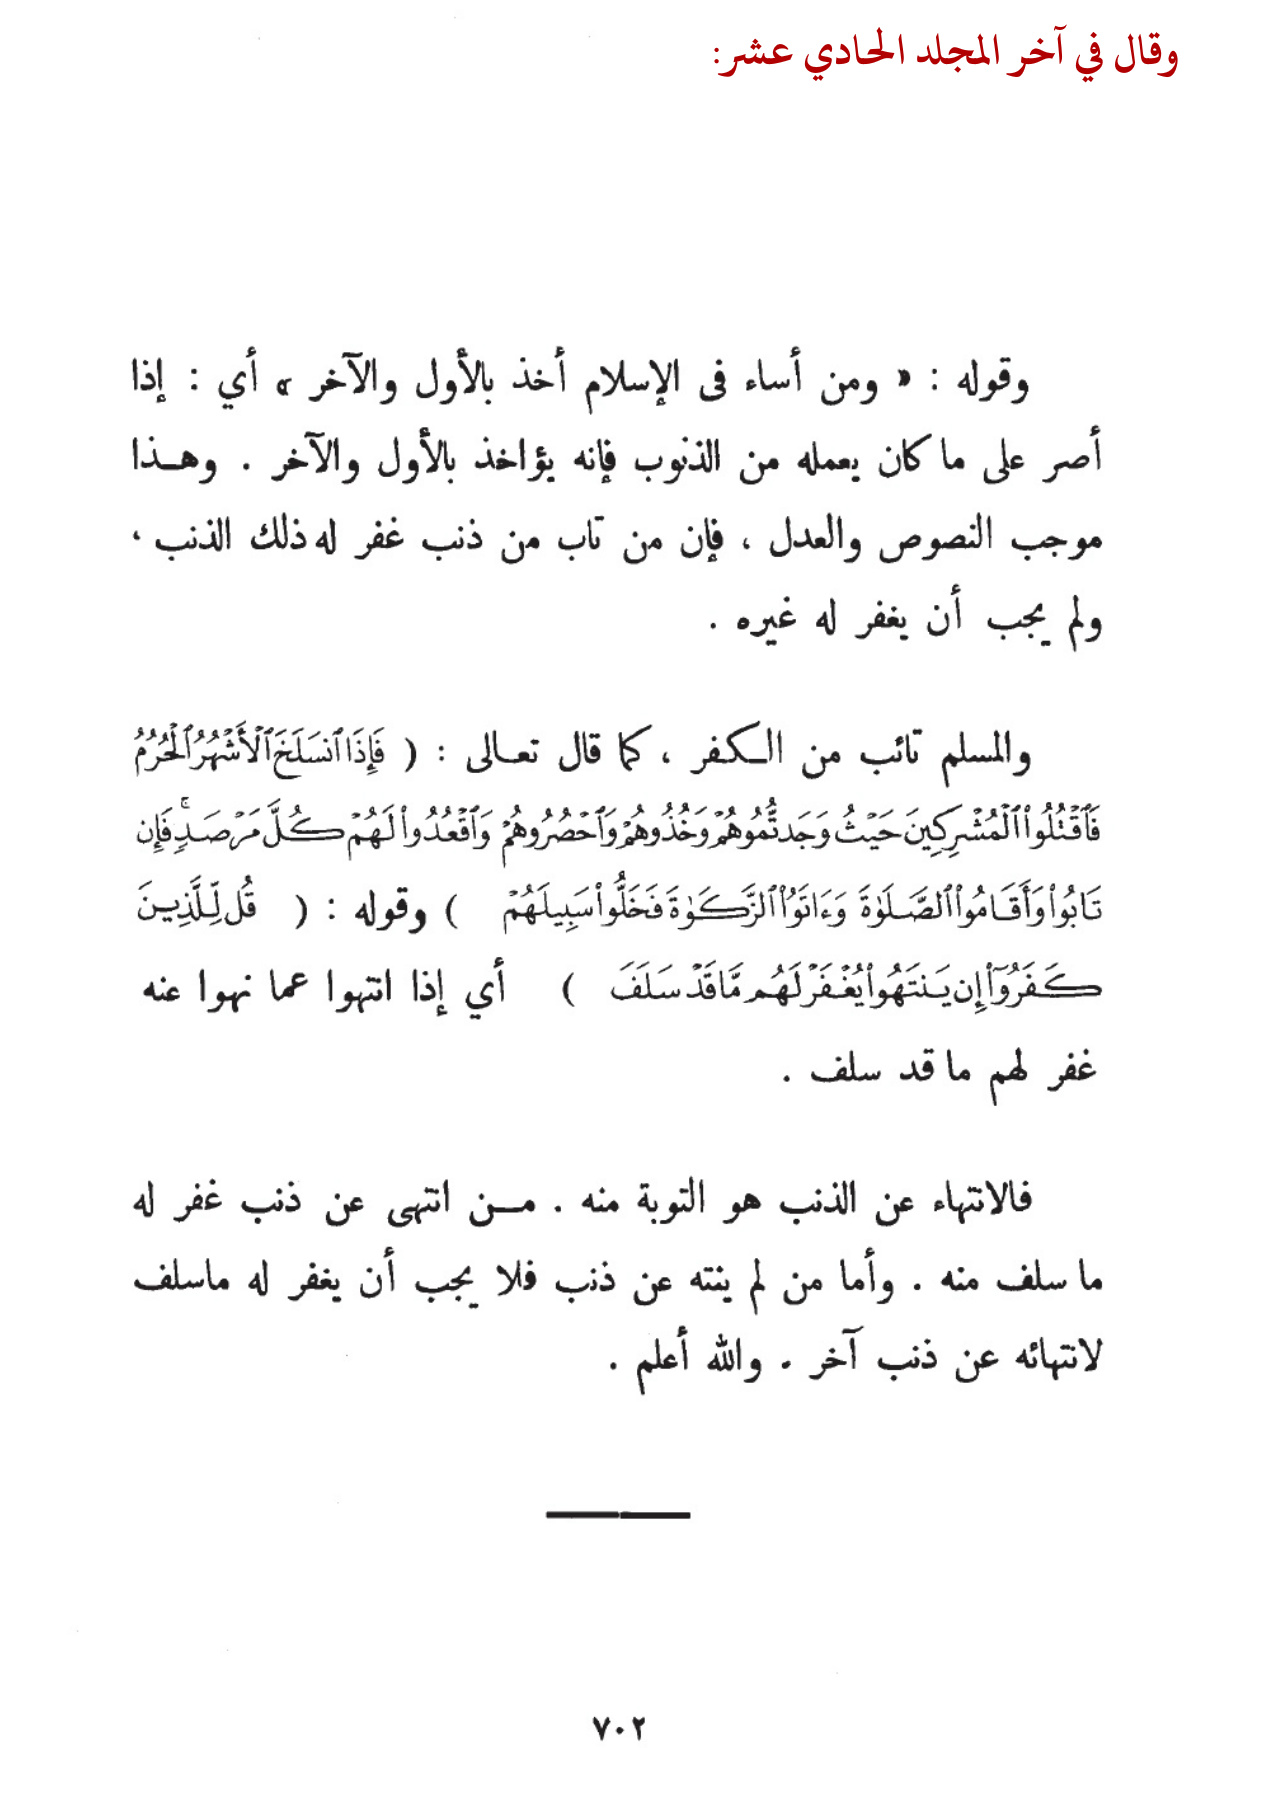 وقال في آخر المجلد الحادي عشر:
وقوله : « ومن أساء فى الإسلام أخذ بالأول والآخر » أي : إذا
أصر على ما كان يعمله من الذنوب فإنه يؤاخذ بالأول والآخر . وهـذا
موجب النصوص والعدل ، فإن من تاب من ذنب غفر له ذلك الذنب ،
ولم يجب أن يغفر له غيره .
والمسلم تائب من الـكفر ، كما قال تعـالى : ( فَإِذَا ٱنسَلَخَ ٱلْأَشْهُرُ ٱلْحُرُمُ
فَٱقْتُلُوا۟ ٱلْمُشْرِكِينَ حَيْثُ وَجَدتُّمُوهُمْ وَخُذُوهُمْ وَٱحْصُرُوهُمْ وَٱقْعُدُوا۟ لَهُمْ كُلَّ مَرْصَدٍ ۚ فَإِن
تَابُوا۟ وَأَقَامُوا۟ ٱلصَّلَوٰةَ وَءَاتَوُا۟ ٱلزَّكَوٰةَ فَخَلُّوا۟ سَبِيلَهُمْ ) وقوله : ( قُل لِّلَّذِينَ
كَفَرُوٓا۟ إِن يَنتَهُوا۟ يُغْفَرْ لَهُم مَّا قَدْ سَلَفَ ) أي إذا انتهوا عما نهوا عنه
غفر لهم ما قد سلف .
فالانتهاء عن الذنب هو التوبة منه . مـن انتهى عن ذنب غفر له
ما سلف منه . وأما من لم ينته عن ذنب فلا يجب أن يغفر له ماسلف
لانتهائه عن ذنب آخر . والله أعلم .
٧٠٢